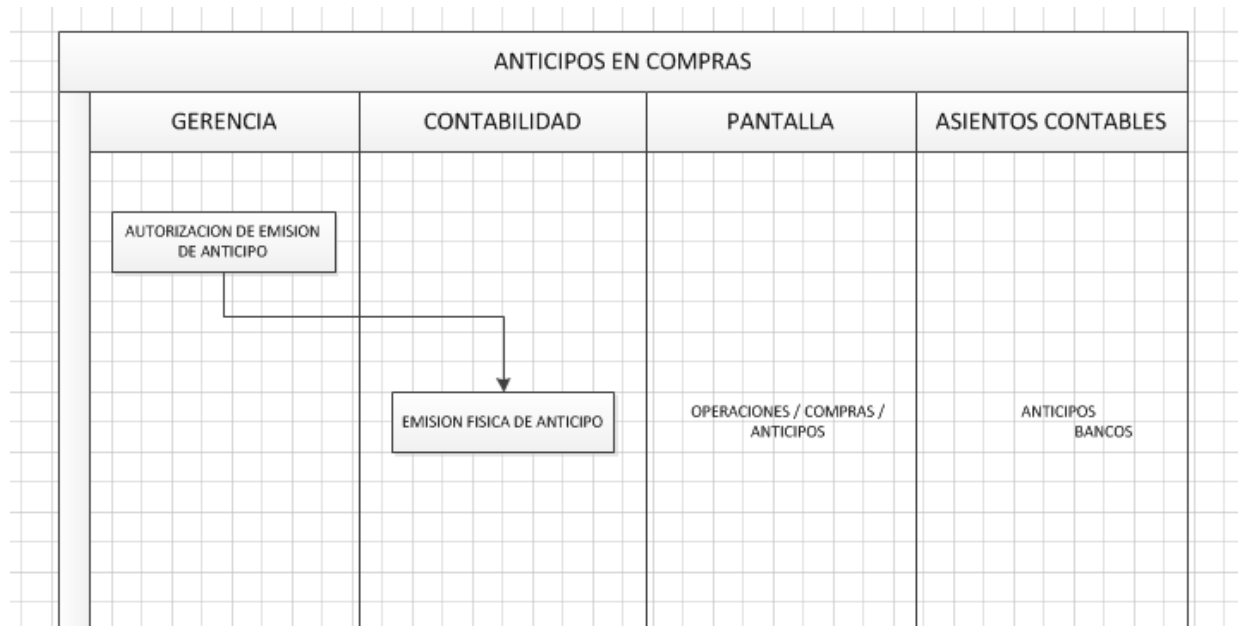 ANTICIPOS EN COMPRAS
GERENCIA
CONTABILIDAD
PANTALLA
ASIENTOS CONTABLES
AUTORIZACION DE EMISION
DE ANTICIPO
EMISION FISICA DE ANTICIPO
OPERACIONES / COMPRAS /
ANTICIPOS
ANTICIPOS
BANCOS